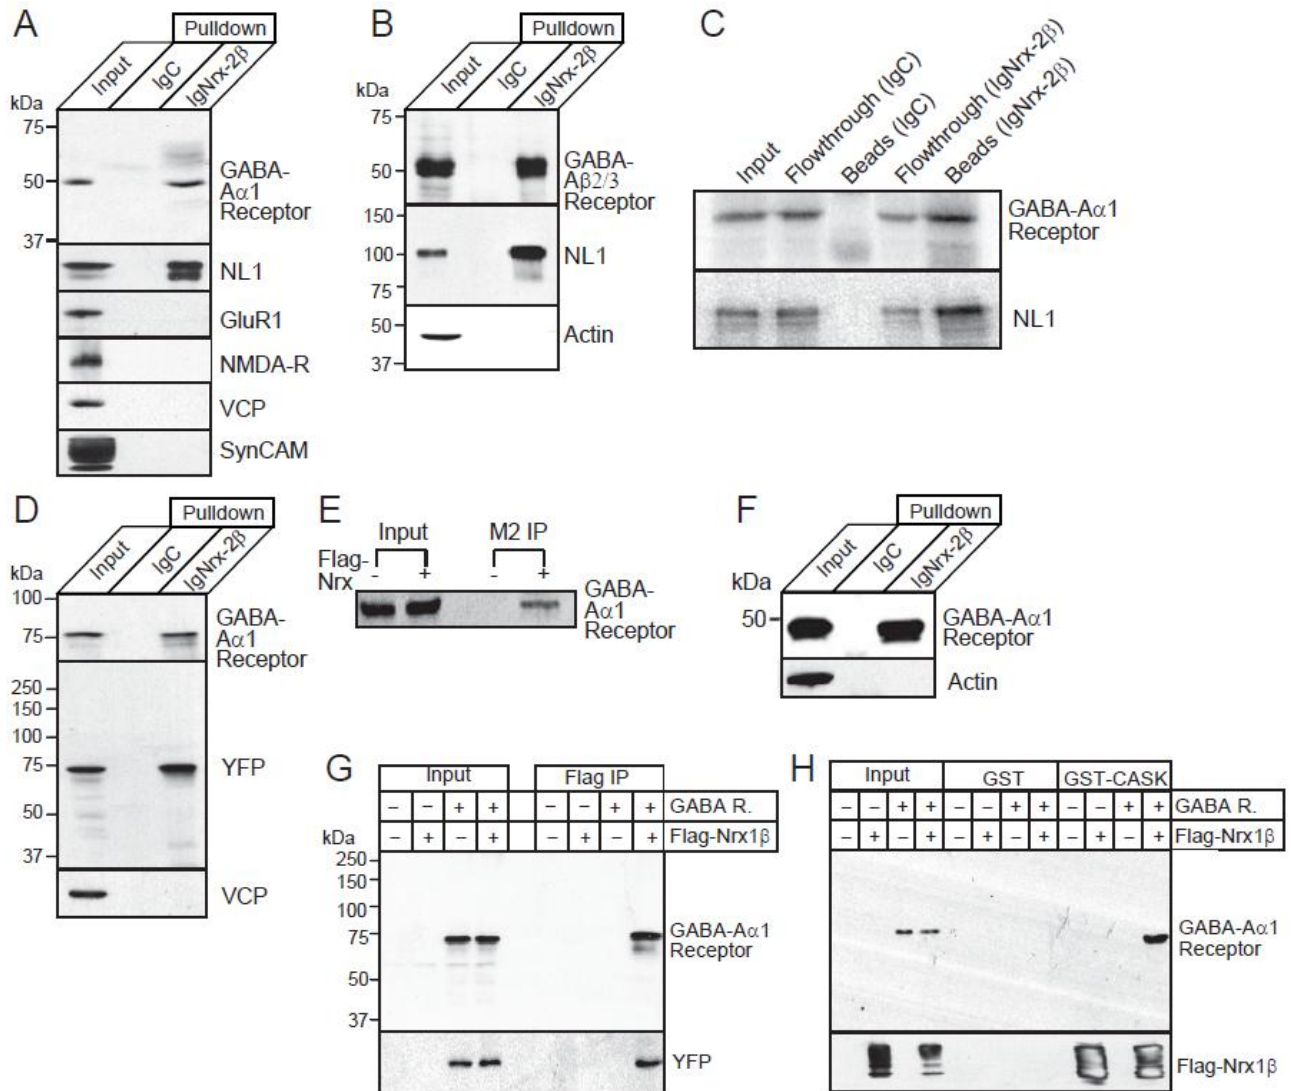 A
Pulldown
Input
IgC
IgNrx-2β
kDa
75
50
37
GABA-
Aα1
Receptor
NL1
GluR1
NMDA-R
VCP
SynCAM
B
Pulldown
Input
IgC
IgNrx-2β
kDa
75
50
150
100
75
50
37
GABA-
Aβ2/3
Receptor
NL1
Actin
C
Input
Flowthrough (IgC)
Beads (IgC)
Flowthrough (IgNrx-2β)
Beads (IgNrx-2β)
GABA-Aα1
Receptor
NL1
D
Pulldown
Input
IgC
IgNrx-2β
kDa
100
75
250
150
100
75
50
37
GABA-
Aα1
Receptor
YFP
VCP
E
Input
M2 IP
Flag-
Nrx
- + - +
GABA-
Aα1
Receptor
F
Pulldown
Input
IgC
IgNrx-2β
kDa
50
GABA-Aα1
Receptor
Actin
G
Input Flag IP
– – + + – – + + GABA R.
– + – + – + – + Flag-Nrx1β
kDa
250
150
100
75
50
37
GABA-Aα1
Receptor
YFP
H
Input GST GST-CASK
– – + + – – + + – – + + GABA R.
– + – + – + – + – + – + Flag-Nrx1β
GABA-Aα1
Receptor
Flag-Nrx1β